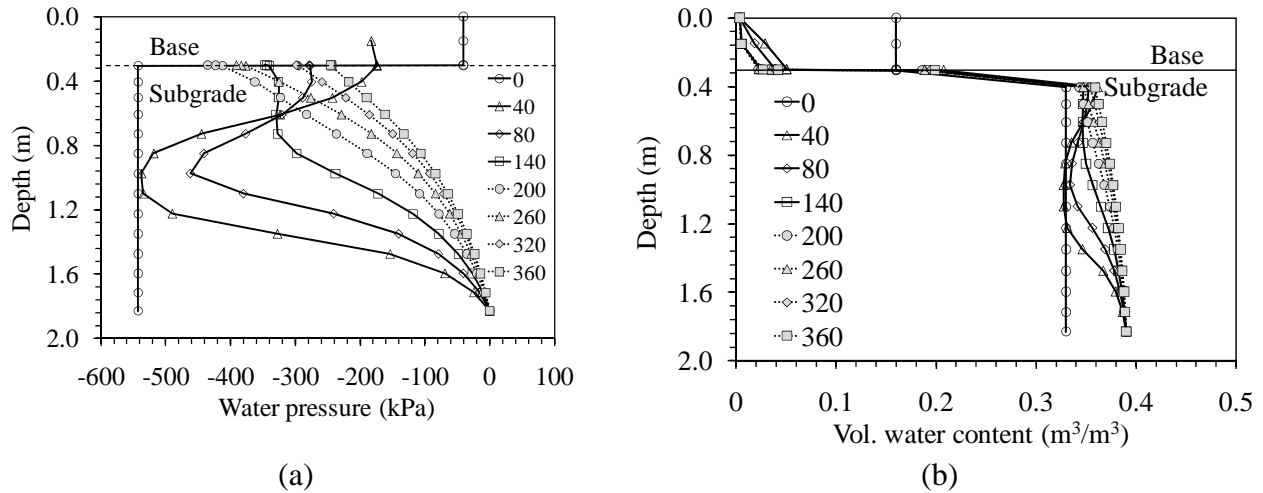 0.0
0.4
0.8
1.2
1.6
2.0
Depth (m)
-600 -500 -400 -300 -200 -100 0 100
Water pressure (kPa)
Base
Subgrade
0
40
80
140
200
260
320
360
(a)
0.0
0.4
0.8
1.2
1.6
2.0
Depth (m)
0 0.1 0.2 0.3 0.4 0.5
Vol. water content (m³/m³)
Base
Subgrade
0
40
80
140
200
260
320
360
(b)